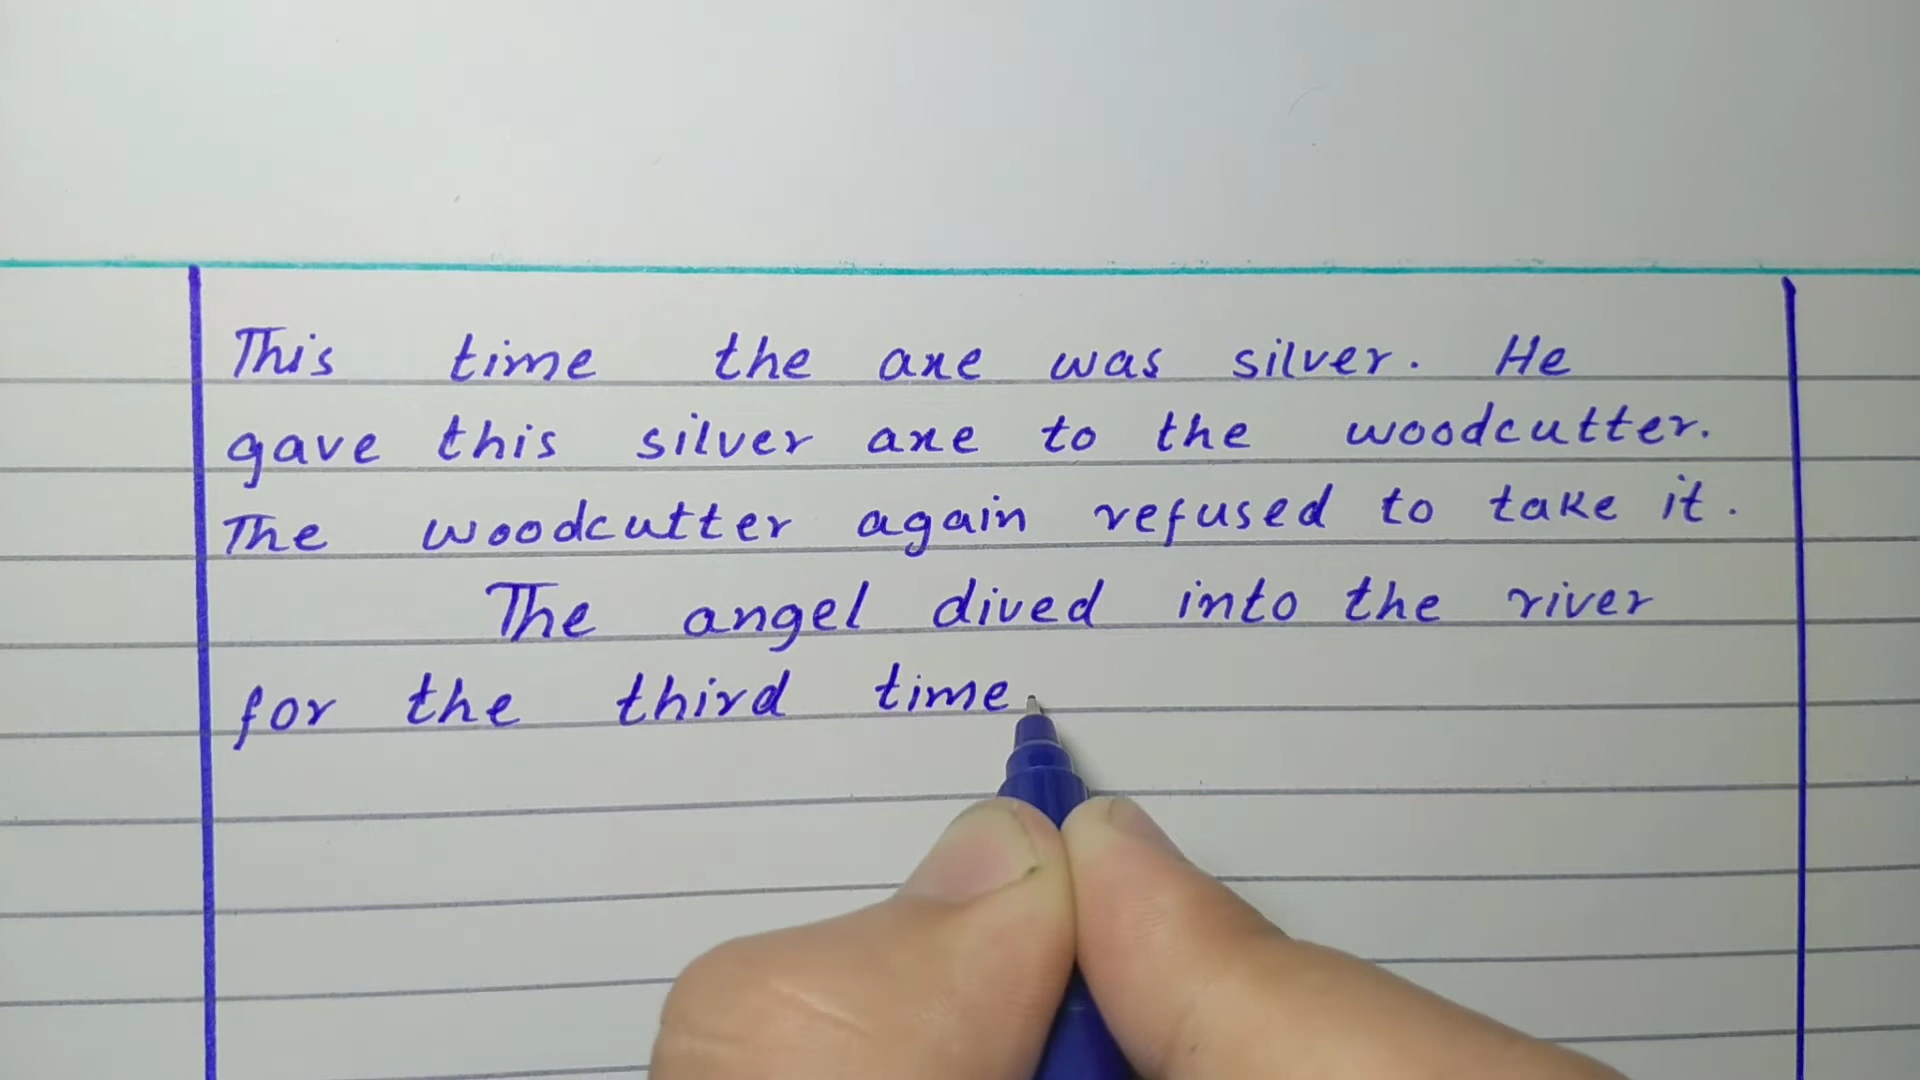 This time the axe was silver. He
gave this silver axe to the woodcutter.
The woodcutter again refused to take it.
The angel dived into the river
for the third time